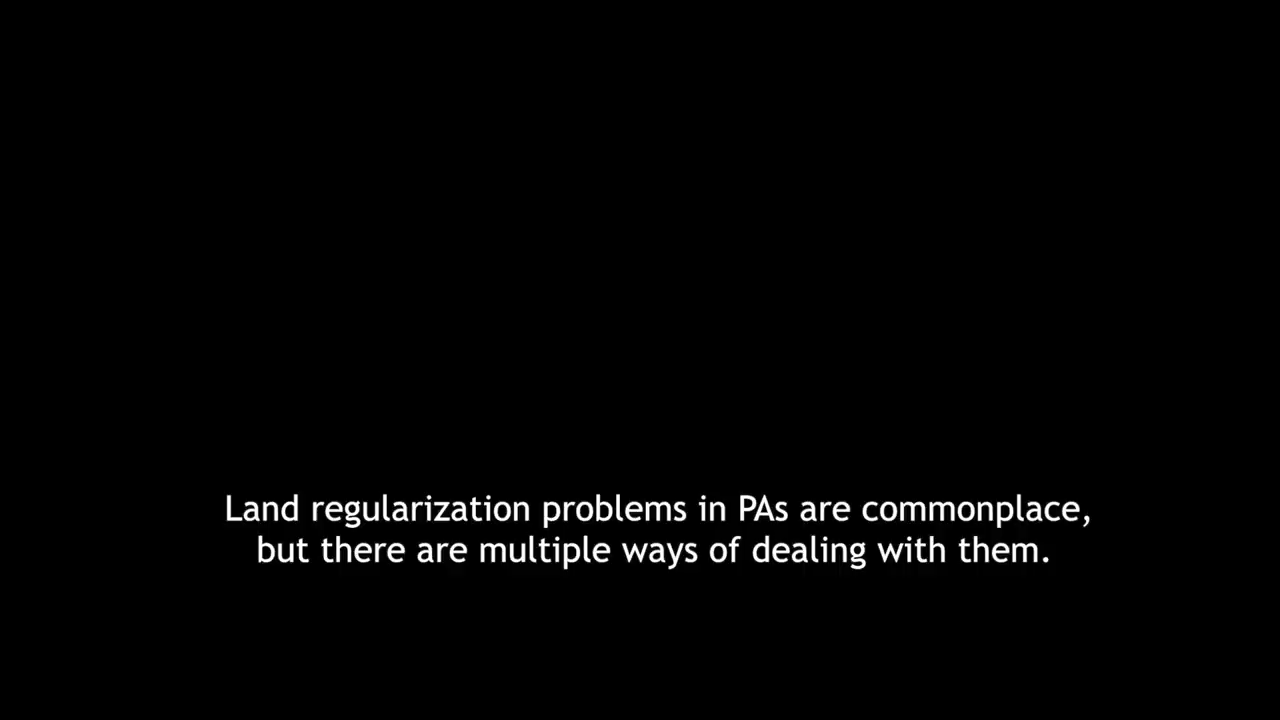 Land regularization problems in PAs are commonplace,
but there are multiple ways of dealing with them.